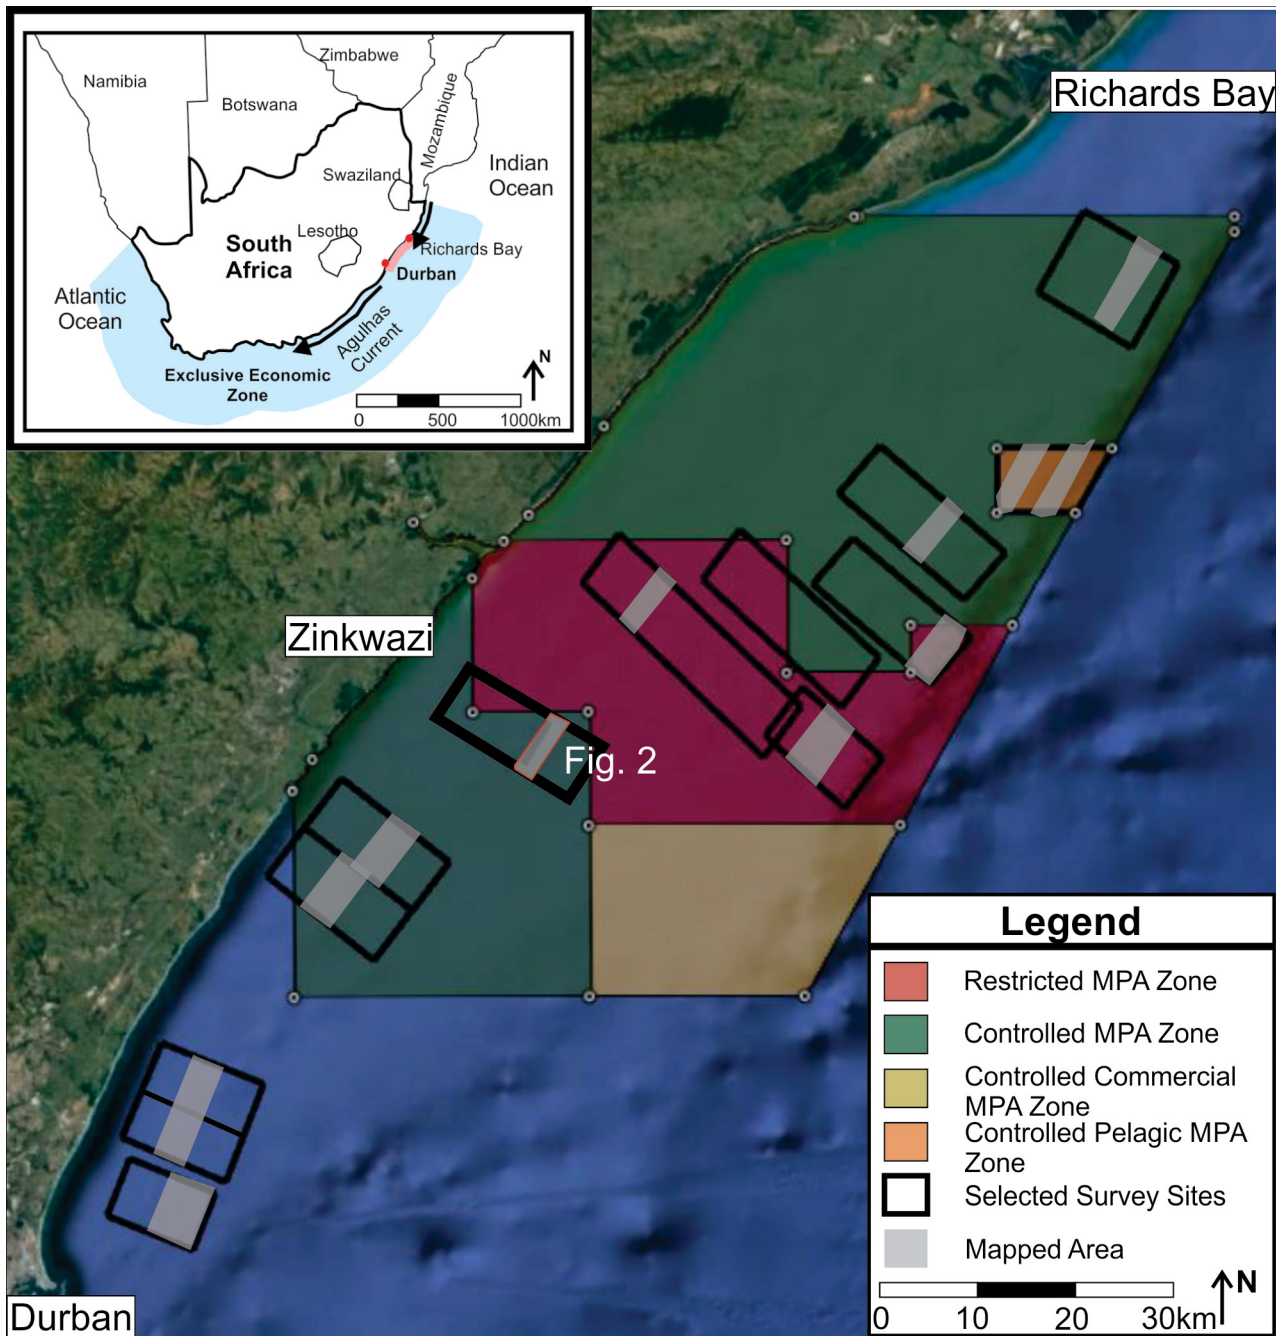 Namibia
Zimbabwe
Botswana
Mozambique
Indian
Ocean
Swaziland
Lesotho
South
Africa
Richards Bay
Durban
Atlantic
Ocean
Agulhas
Current
Exclusive Economic
Zone
N
0 500 1000km
Richards Bay
Zinkwazi
Fig. 2
Durban
Legend
Restricted MPA Zone
Controlled MPA Zone
Controlled Commercial
MPA Zone
Controlled Pelagic MPA
Zone
Selected Survey Sites
Mapped Area
N
0 10 20 30km